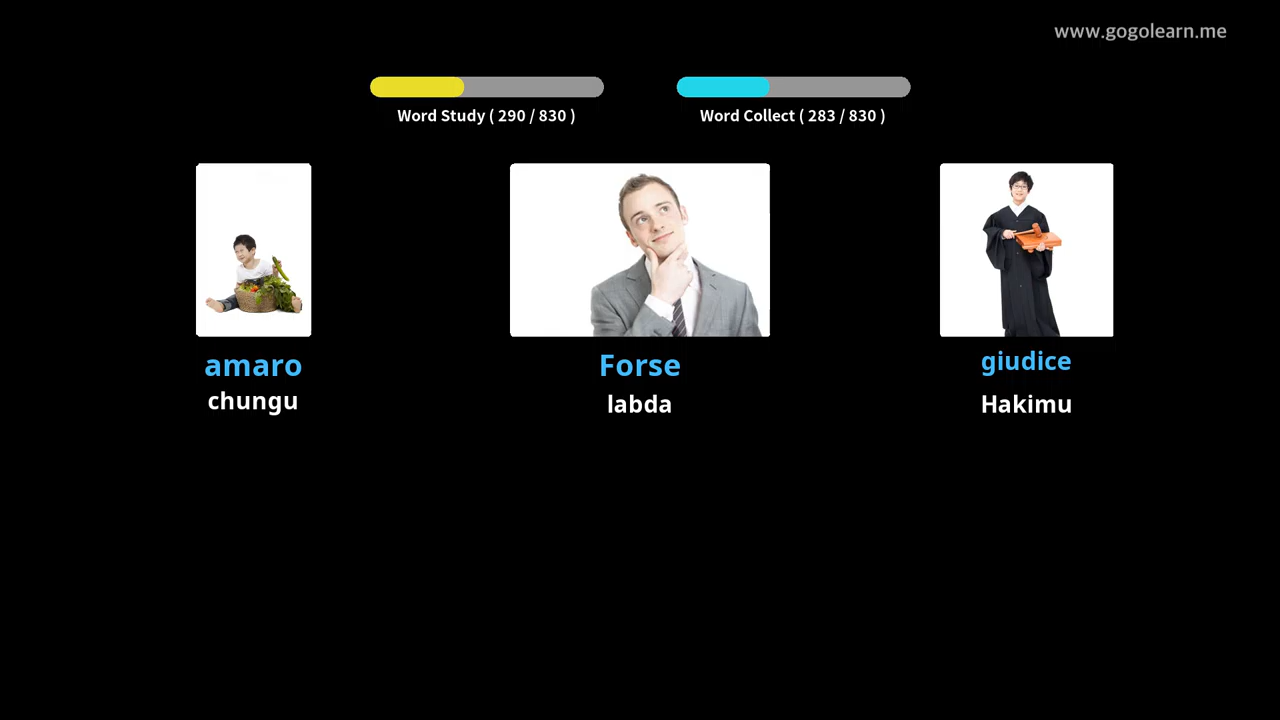 www.gogolearn.me
Word Study ( 290 / 830 )
Word Collect ( 283 / 830 )
amaro
chungu
Forse
labda
giudice
Hakimu